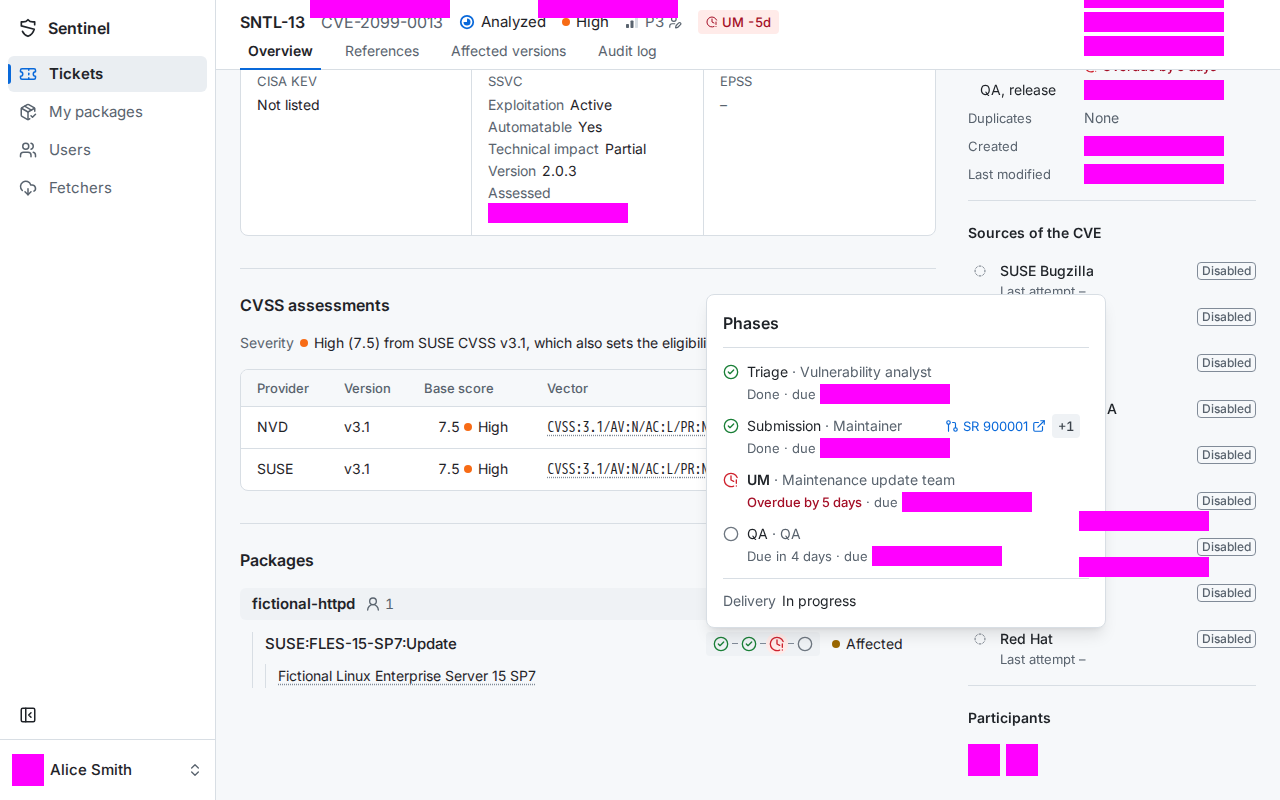 Sentinel
Tickets
My packages
Users
Fetchers
Alice Smith
SNTL-13 CVE-2099-0013 Analyzed High P3 UM -5d
Overview References Affected versions Audit log
CISA KEV
Not listed
SSVC
Exploitation Active
Automatable Yes
Technical impact Partial
Version 2.0.3
Assessed
EPSS
–
CVSS assessments
Severity High (7.5) from SUSE CVSS v3.1, which also sets the
Provider Version Base score Vector
NVD v3.1 7.5 High CVSS:3.1/AV:N/AC:L/PR:N
SUSE v3.1 7.5 High CVSS:3.1/AV:N/AC:L/PR:N
Packages
fictional-httpd 1
SUSE:FLES-15-SP7:Update
Affected
Fictional Linux Enterprise Server 15 SP7
Phases
Triage · Vulnerability analyst
Done · due
Submission · Maintainer SR 900001 +1
Done · due
UM · Maintenance update team
Overdue by 5 days · due
QA · QA
Due in 4 days · due
Delivery In progress
Overdue by 5 days
QA, release
Duplicates None
Created
Last modified
Sources of the CVE
SUSE Bugzilla Disabled
Last attempt –
Disabled
Disabled
A Disabled
Disabled
Disabled
Disabled
Disabled
Red Hat Disabled
Last attempt –
Participants